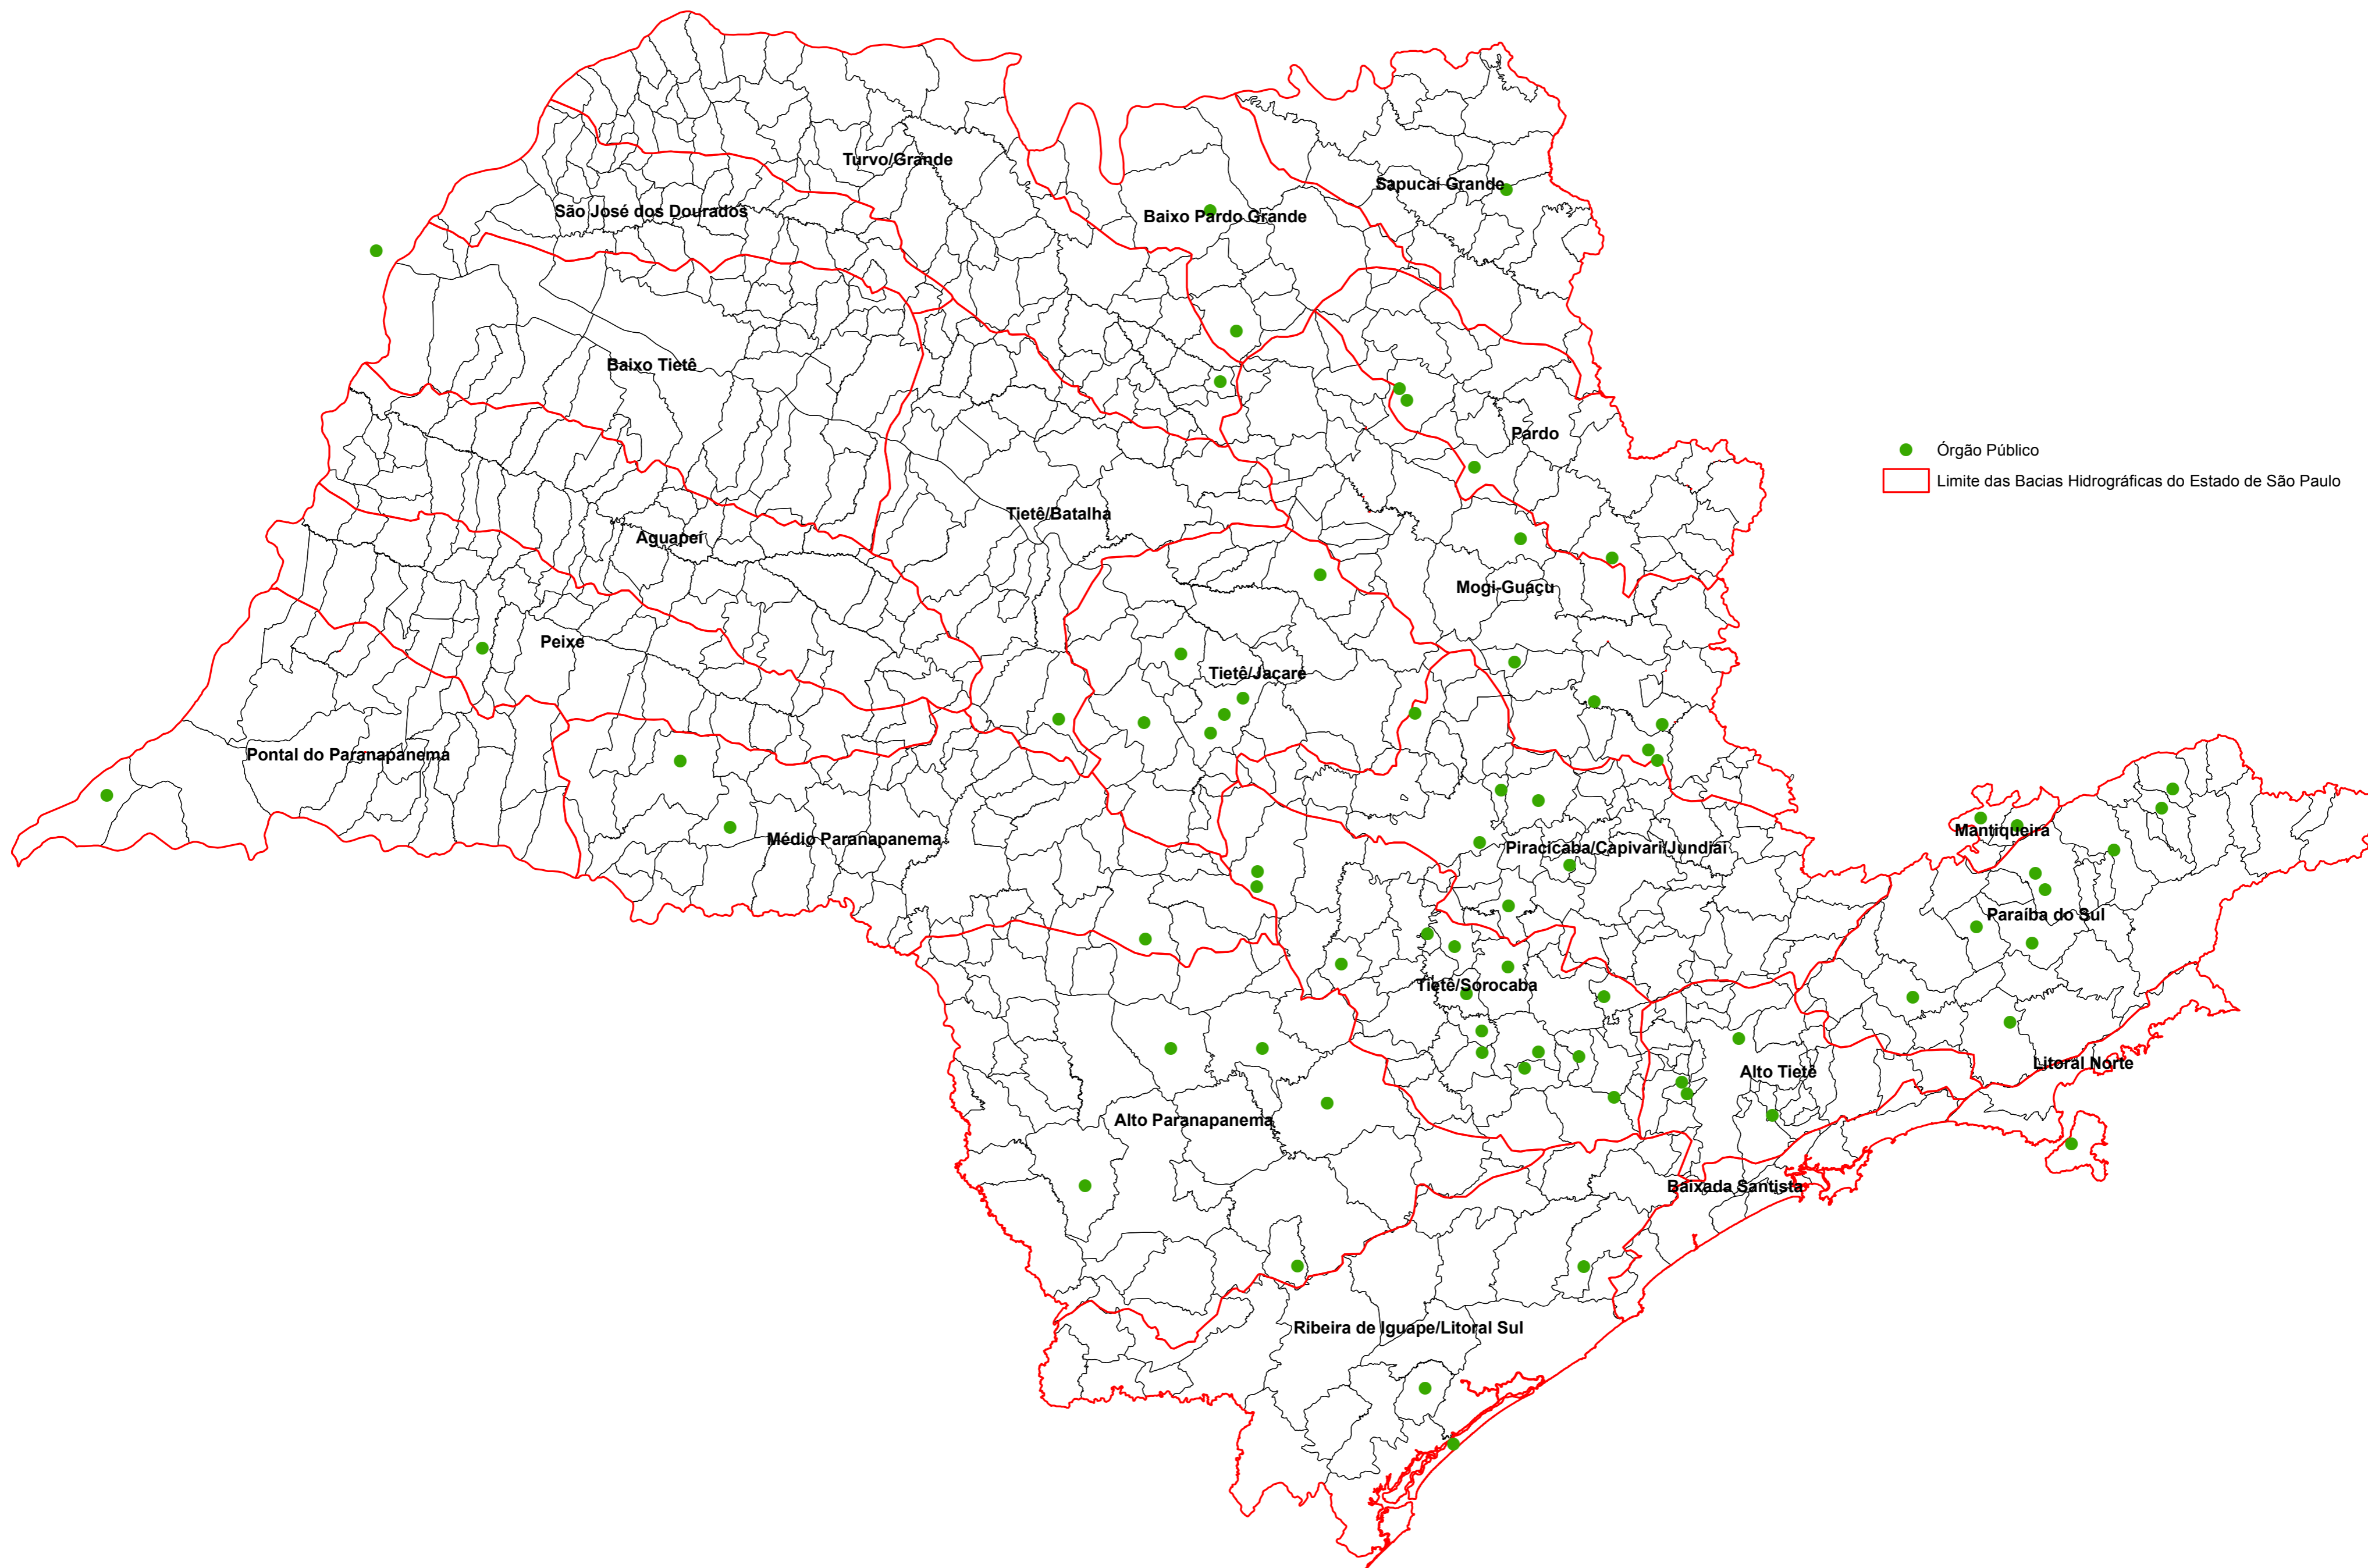 Turvo/Grande
Sapucaí Grande
São José dos Dourados
Baixo Pardo Grande
Baixo Tietê
Pardo
Órgão Público
Limite das Bacias Hidrográficas do Estado de São Paulo
Tietê/Batalha
Aguapeí
Mogi-Guaçu
Peixe
Tietê/Jacaré
Pontal do Paranapanema
Mantiqueira
Médio Paranapanema
Piracicaba/Capivari/Jundiaí
Paraíba do Sul
Tietê/Sorocaba
Litoral Norte
Alto Tietê
Alto Paranapanema
Baixada Santista
Ribeira de Iguape/Litoral Sul